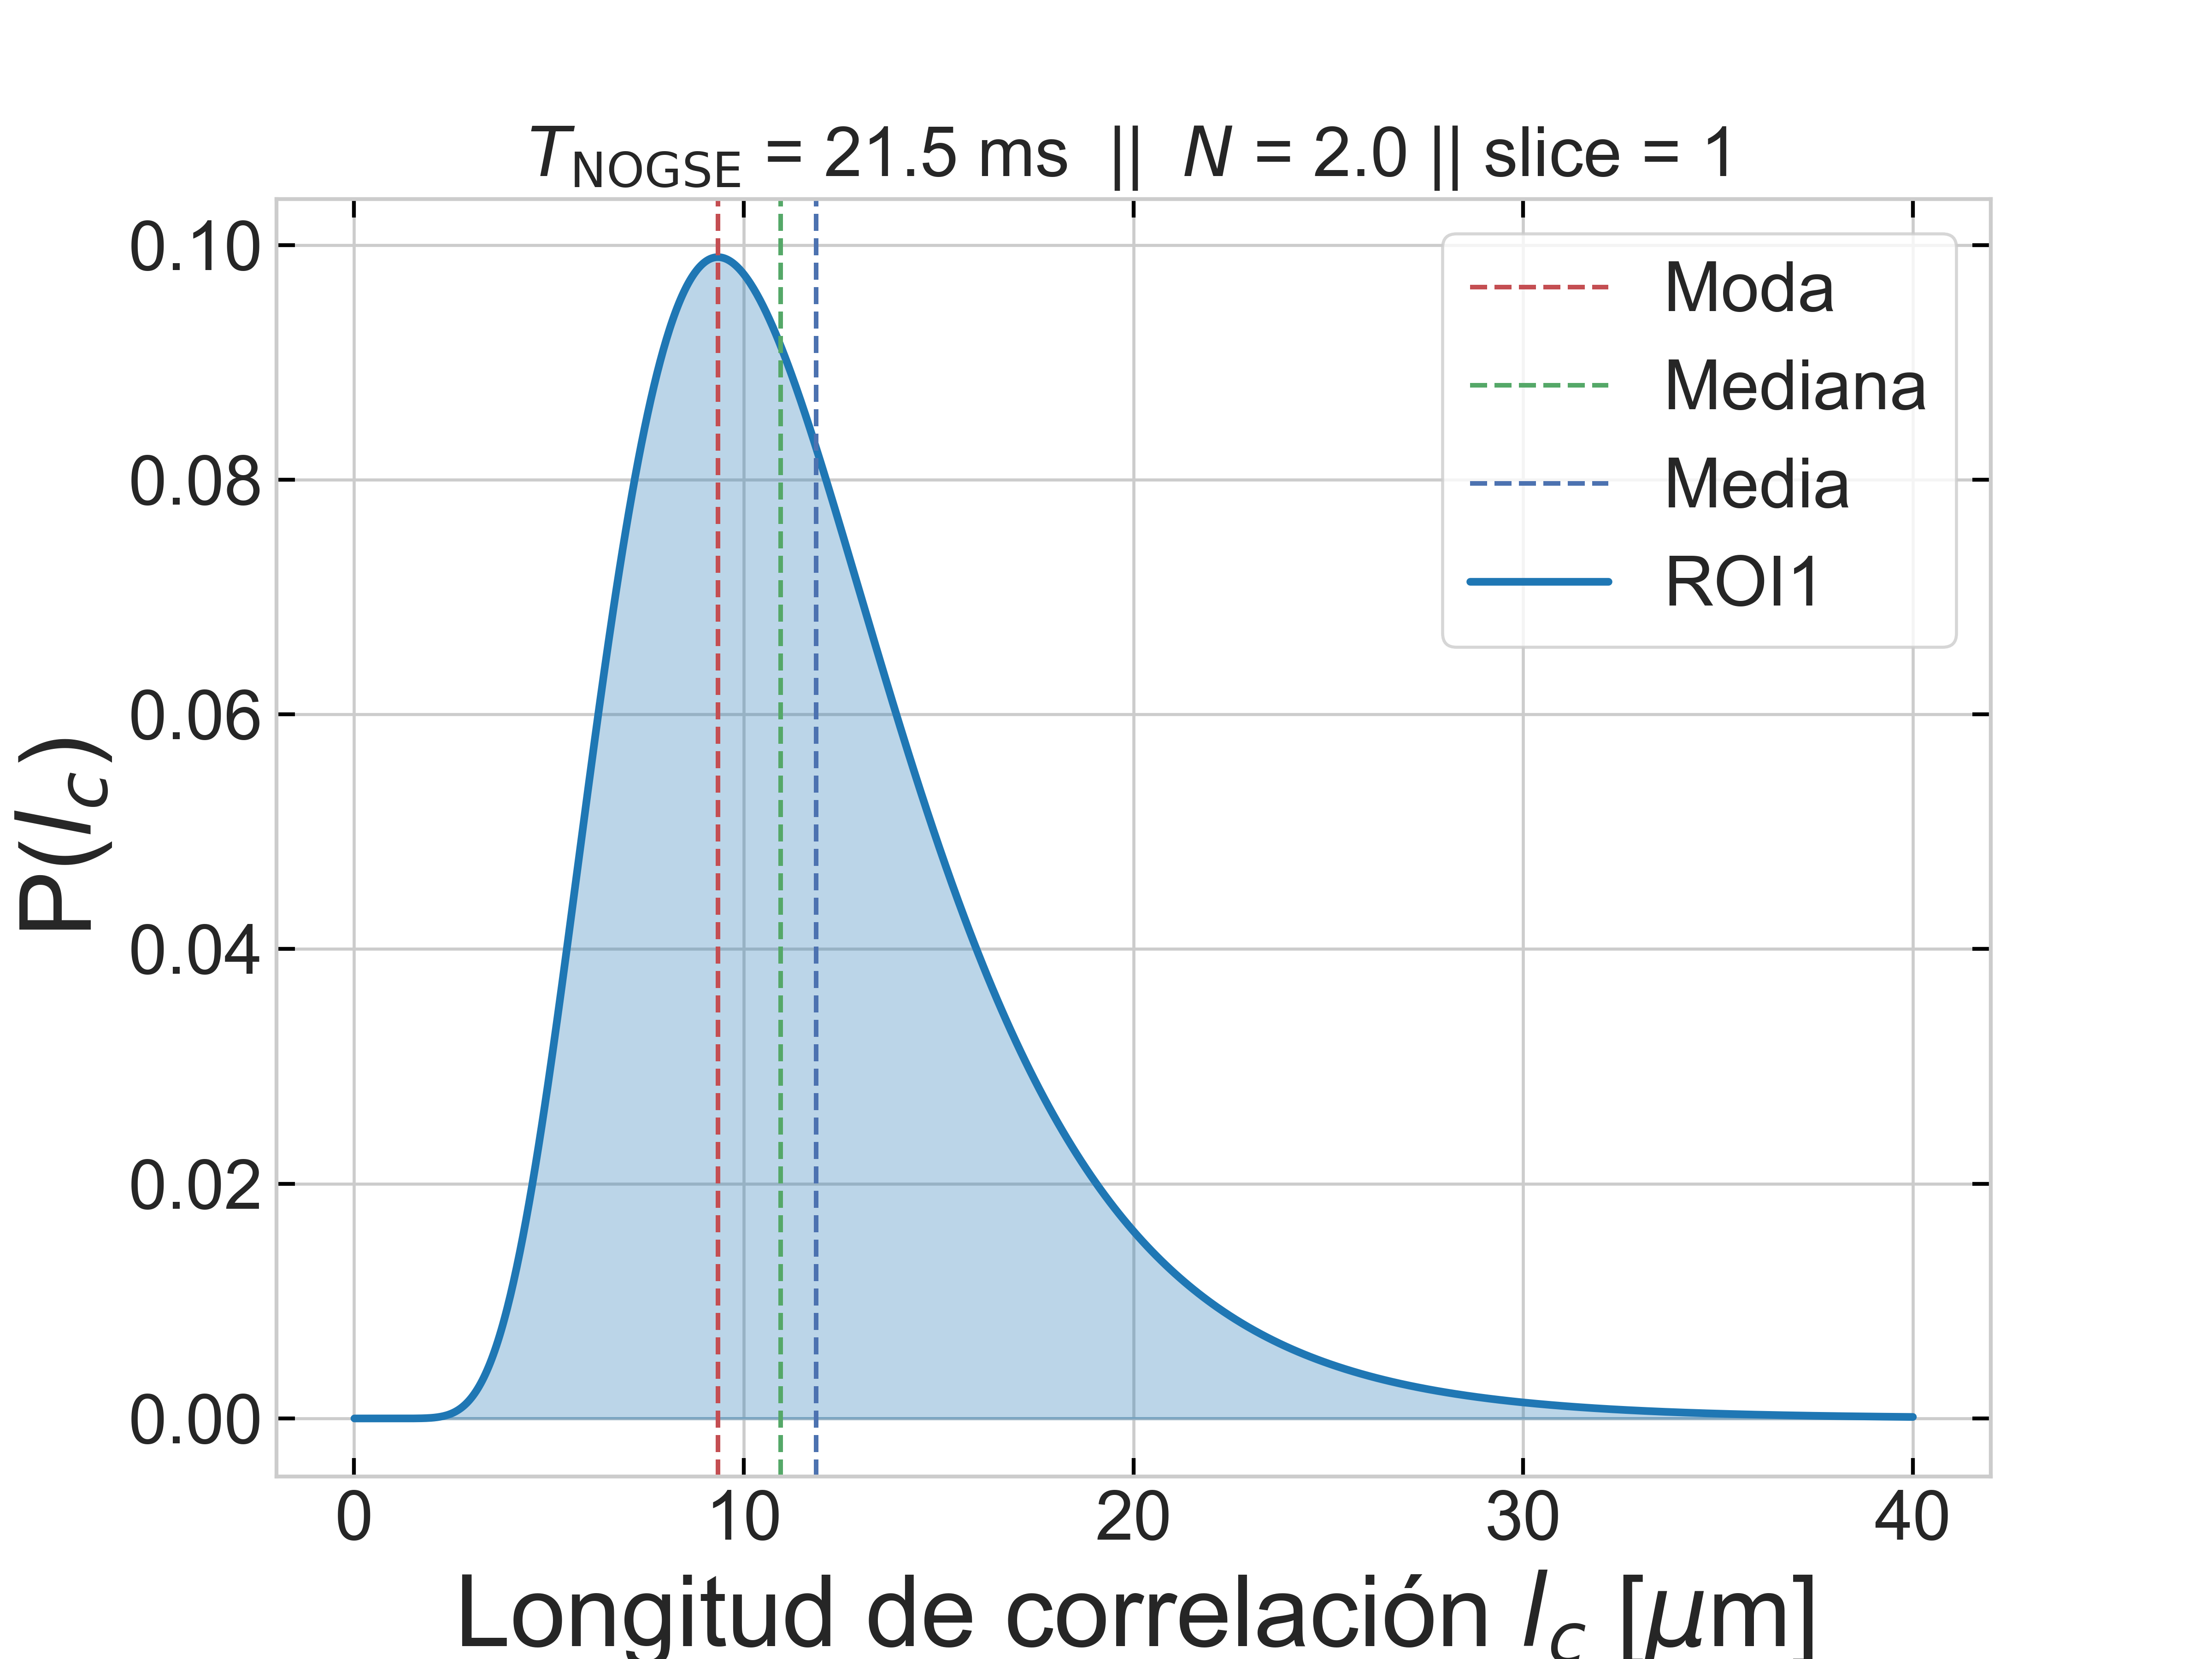 T_NOGSE = 21.5 ms || N = 2.0 || slice = 1
P(l_c)
0.10
0.08
0.06
0.04
0.02
0.00
Moda
Mediana
Media
ROI1
0 10 20 30 40
Longitud de correlación l_c [μm]